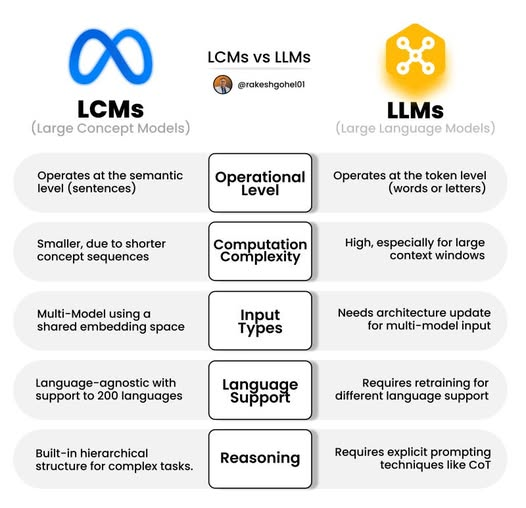 LCMs vs LLMs
@rakeshgohel01
LCMs
(Large Concept Models)
LLMs
(Large Language Models)
Operates at the semantic
level (sentences)
Operational
Level
Operates at the token level
(words or letters)
Smaller, due to shorter
concept sequences
Computation
Complexity
High, especially for large
context windows
Multi-Model using a
shared embedding space
Input
Types
Needs architecture update
for multi-model input
Language-agnostic with
support to 200 languages
Language
Support
Requires retraining for
different language support
Built-in hierarchical
structure for complex tasks.
Reasoning
Requires explicit prompting
techniques like CoT